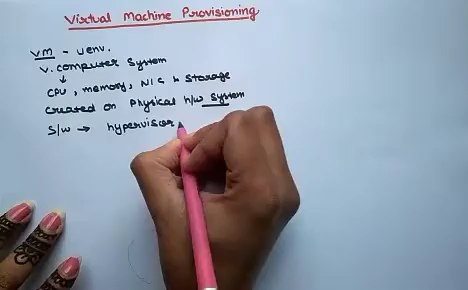 Virtual Machine Provisioning
VM - venv.
V. computer system
↓
CPU, memory, NIC & storage
created on Physical h/w system
S/w → hypervisor